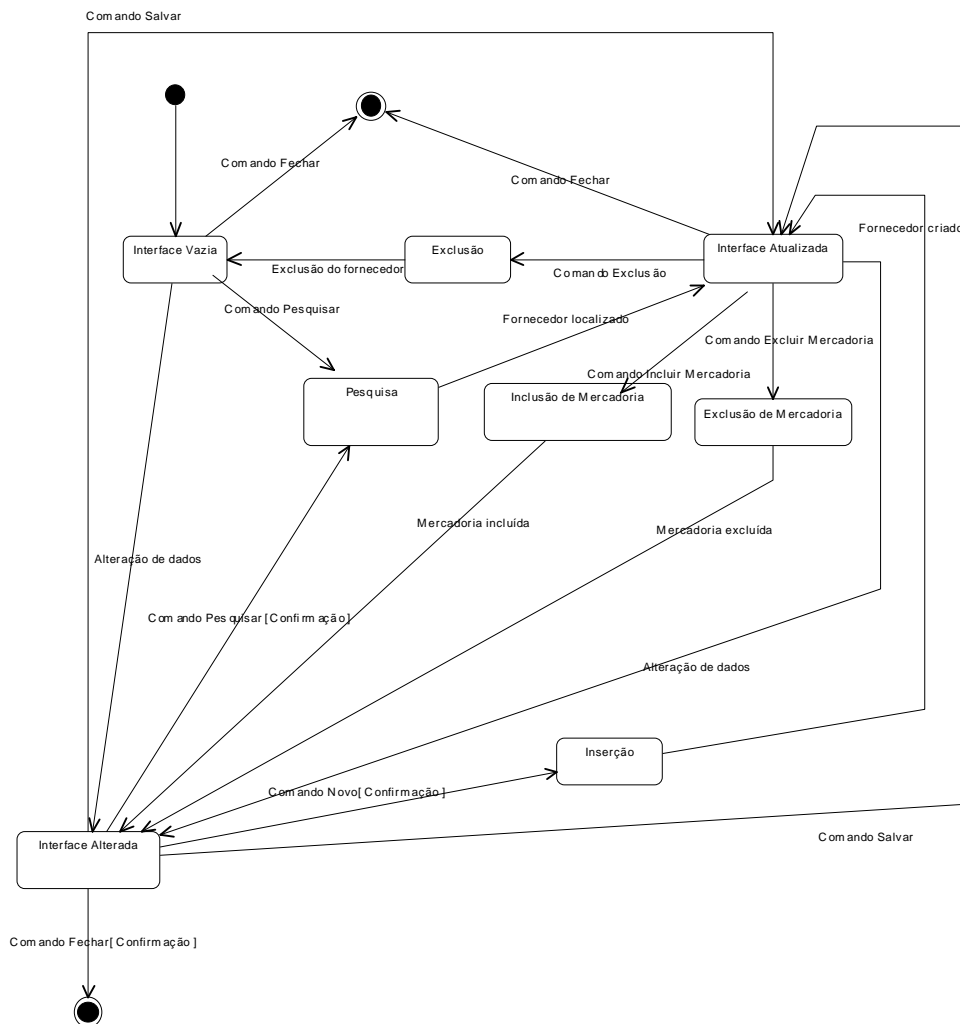 Comando Salvar
Comando Fechar
Comando Fechar
Fornecedor criado
Interface Vazia
Exclusão
Interface Atualizada
Exclusão do fornecedor
Comando Exclusão
Comando Pesquisar
Fornecedor localizado
Comando Excluir Mercadoria
Comando Incluir Mercadoria
Pesquisa
Inclusão de Mercadoria
Exclusão de Mercadoria
Mercadoria incluída
Mercadoria excluída
Alteração de dados
Comando Pesquisar[Confirmação]
Alteração de dados
Inserção
Comando Novo[ Confirmação ]
Comando Salvar
Interface Alterada
Comando Fechar[ Confirmação ]